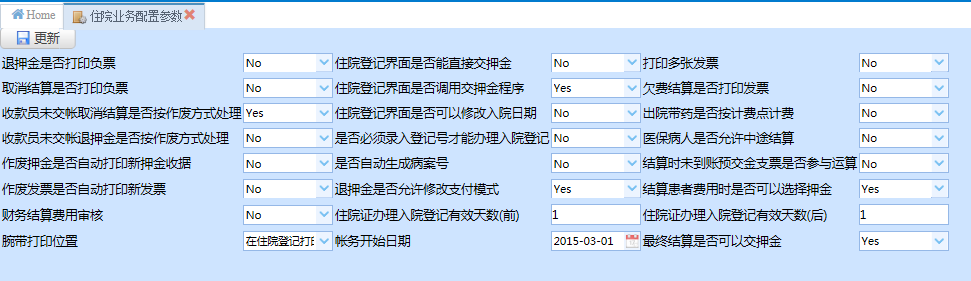 Home 住院业务配置参数
更新
退押金是否打印负票 No 住院登记界面是否能直接交押金 No 打印多张发票 No
取消结算是否打印负票 No 住院登记界面是否调用交押金程序 Yes 欠费结算是否打印发票 No
收款员未交帐取消结算是否按作废方式处理 Yes 住院登记界面是否可以修改入院日期 No 出院带药是否按计费点计费 No
收款员未交帐退押金是否按作废方式处理 No 是否必须录入登记号才能办理入院登记 No 医保病人是否允许中途结算 No
作废押金是否自动打印新押金收据 No 是否自动生成病案号 No 结算时未到账预交金支票是否参与运算 No
作废发票是否自动打印新发票 No 退押金是否允许修改支付模式 Yes 结算患者费用时是否可以选择押金 Yes
财务结算费用审核 No 住院证办理入院登记有效天数(前) 1 住院证办理入院登记有效天数(后) 1
腕带打印位置 在住院登记打 帐务开始日期 2015-03-01 最终结算是否可以交押金 Yes